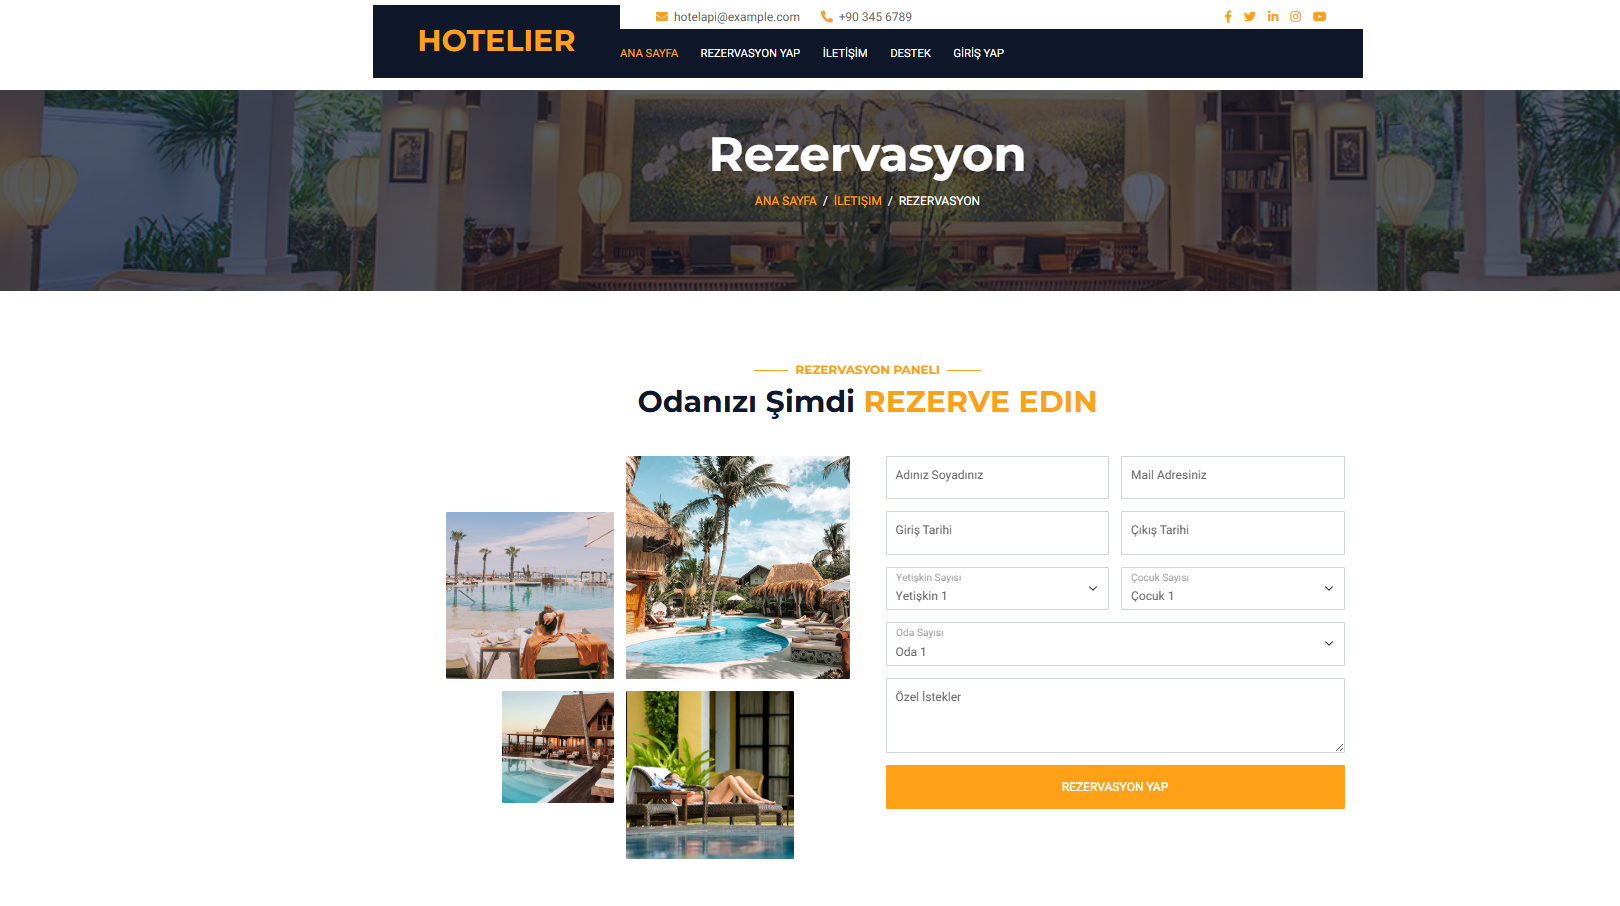 HOTELIER
hotelapi@example.com +90 345 6789
ANA SAYFA REZERVASYON YAP İLETİŞİM DESTEK GİRİŞ YAP
Rezervasyon
ANA SAYFA / İLETIŞIM / REZERVASYON
REZERVASYON PANELI
Odanızı Şimdi REZERVE EDIN
Adınız Soyadınız Mail Adresiniz
Giriş Tarihi Çıkış Tarihi
Yetişkin Sayısı Çocuk Sayısı
Yetişkin 1 Çocuk 1
Oda Sayısı
Oda 1
Özel İstekler
REZERVASYON YAP